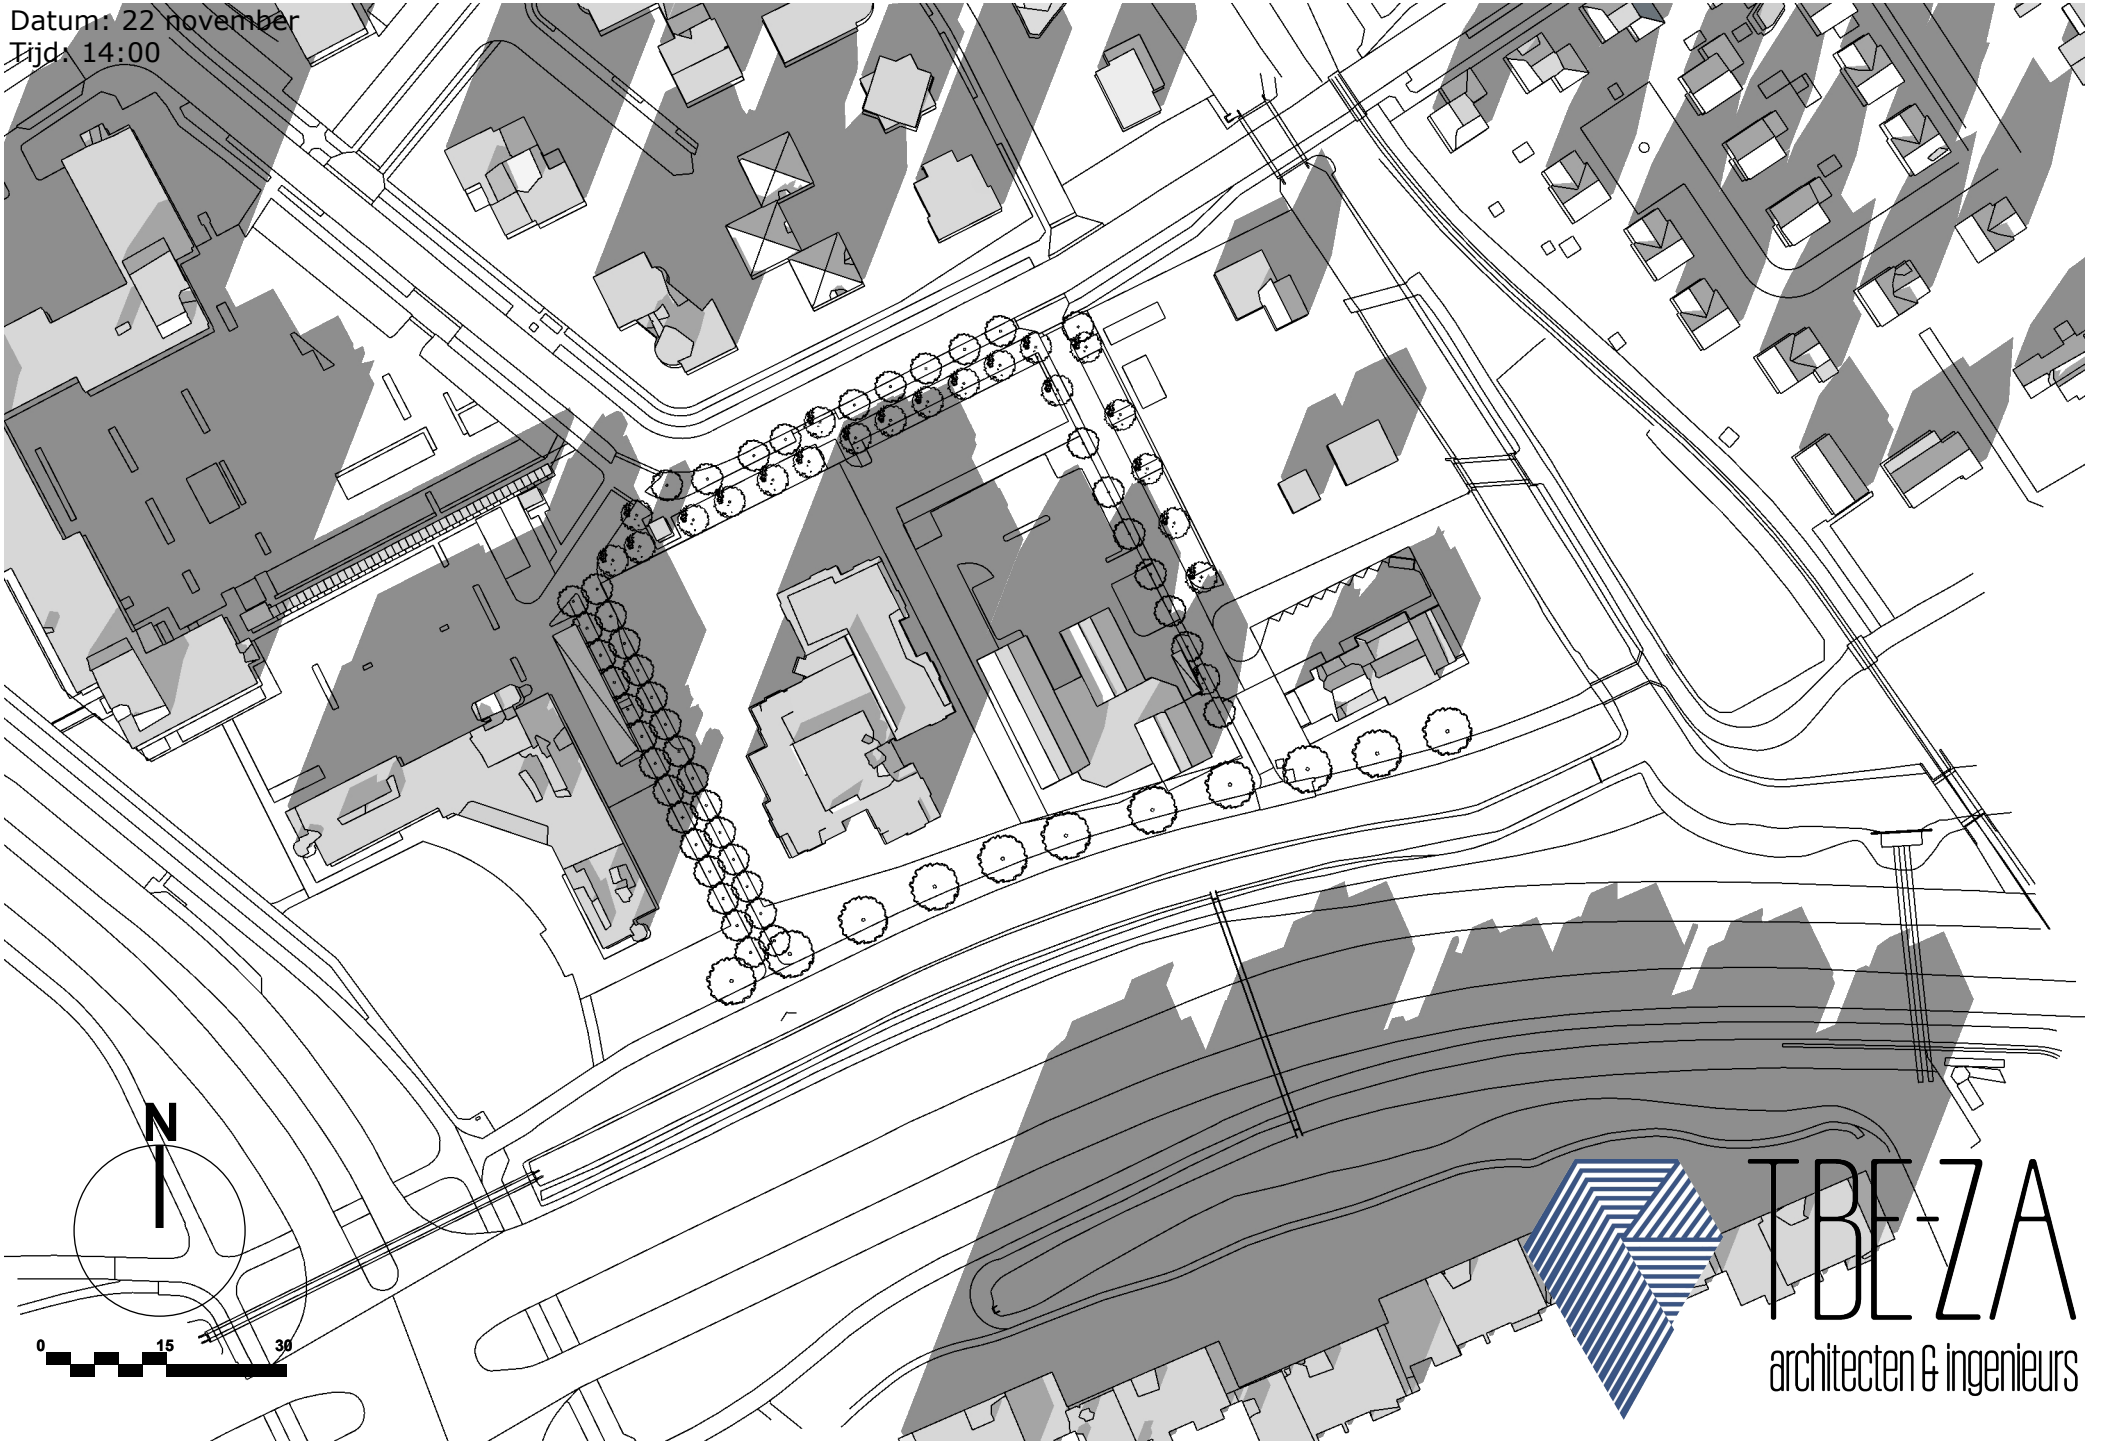 Datum: 22 november
Tijd: 14:00
N
0 15 30
TBE-ZA
architecten & ingenieurs